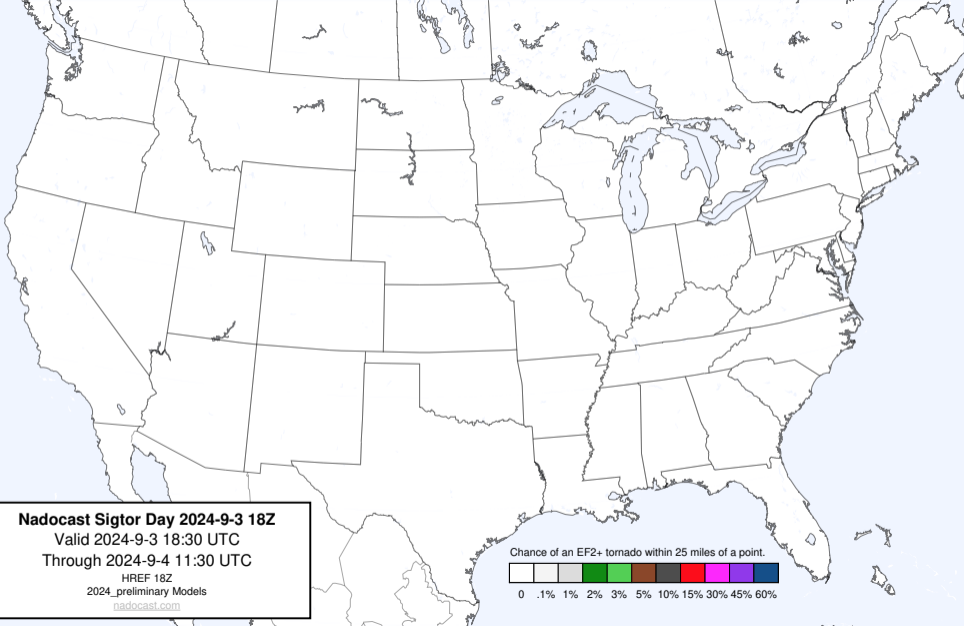 Nadocast Sigtor Day 2024-9-3 18Z
Valid 2024-9-3 18:30 UTC
Through 2024-9-4 11:30 UTC
HREF 18Z
2024_preliminary Models
nadocast.com
Chance of an EF2+ tornado within 25 miles of a point.
0 .1% 1% 2% 3% 5% 10% 15% 30% 45% 60%